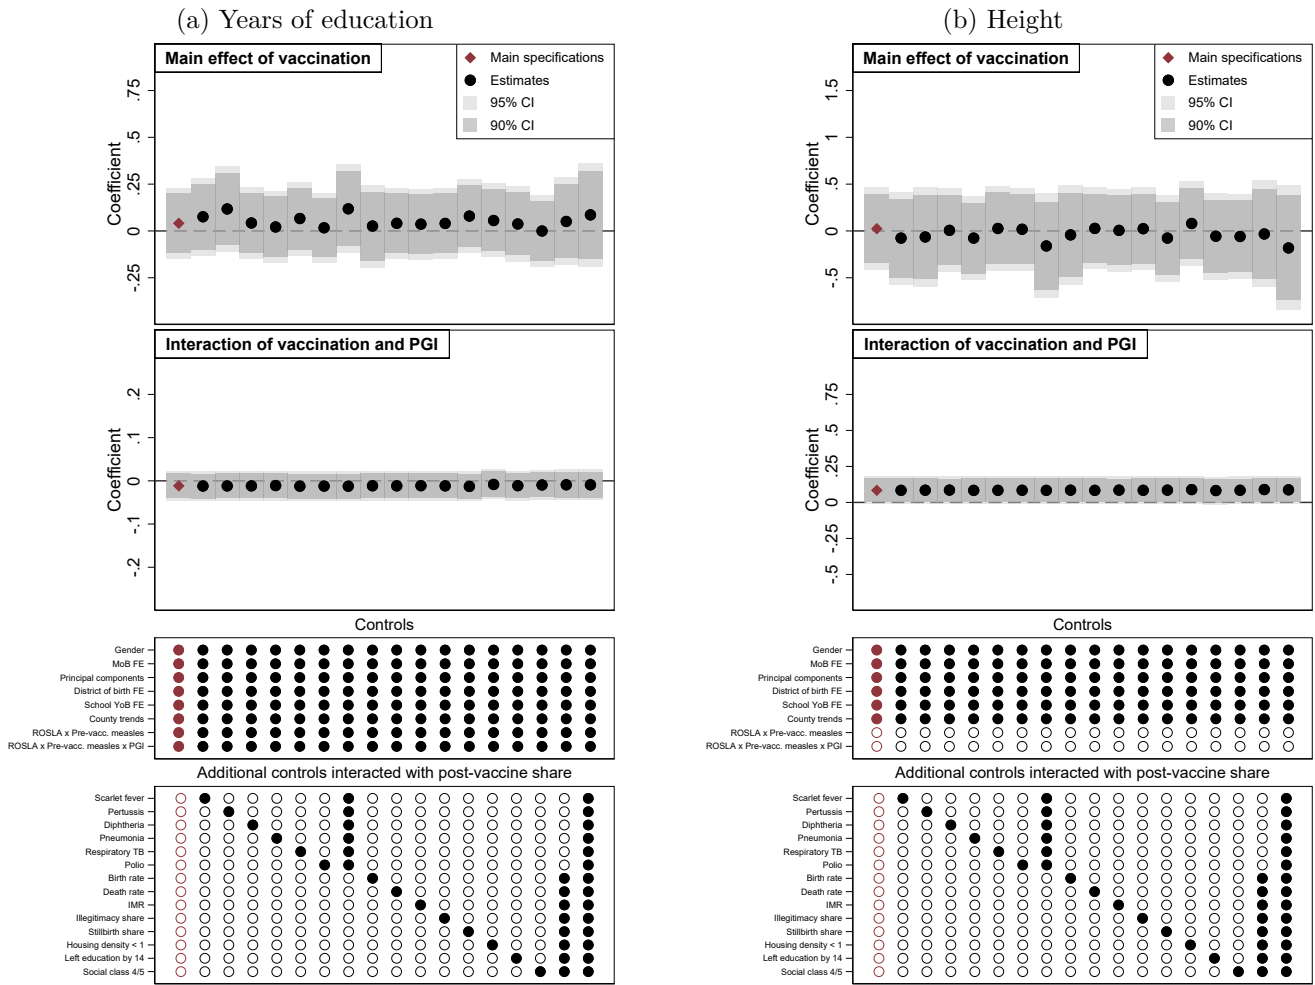 (a) Years of education
Main effect of vaccination
Main specifications
Estimates
95% CI
90% CI
Coefficient
.75
.5
.25
0
-.25
Interaction of vaccination and PGI
Coefficient
.2
.1
0
-.1
-.2
Controls
Gender
MoB FE
Principal components
District of birth FE
School YoB FE
County trends
ROSLA x Pre-vacc. measles
ROSLA x Pre-vacc. measles x PGI
Additional controls interacted with post-vaccine share
Scarlet fever
Pertussis
Diphtheria
Pneumonia
Respiratory TB
Polio
Birth rate
Death rate
IMR
Illegitimacy share
Stillbirth share
Housing density < 1
Left education by 14
Social class 4/5
(b) Height
Main effect of vaccination
Main specifications
Estimates
95% CI
90% CI
Coefficient
1.5
1
.5
0
-.5
Interaction of vaccination and PGI
Coefficient
.75
.5
.25
0
-.25
-.5
Controls
Gender
MoB FE
Principal components
District of birth FE
School YoB FE
County trends
ROSLA x Pre-vacc. measles
ROSLA x Pre-vacc. measles x PGI
Additional controls interacted with post-vaccine share
Scarlet fever
Pertussis
Diphtheria
Pneumonia
Respiratory TB
Polio
Birth rate
Death rate
IMR
Illegitimacy share
Stillbirth share
Housing density < 1
Left education by 14
Social class 4/5